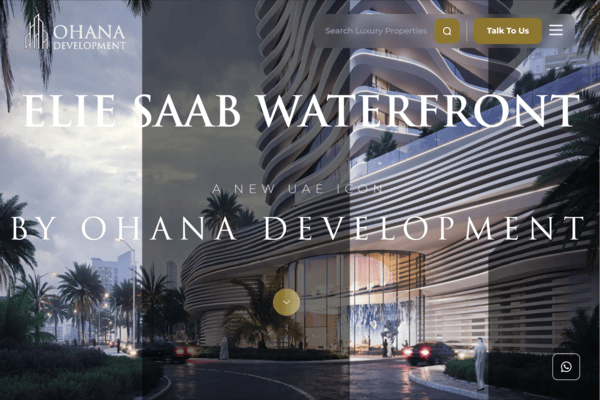 OHANA
DEVELOPMENT
Search Luxury Properties
Talk To Us
ELIE SAAB WATERFRONT
A NEW UAE ICON
BY OHANA DEVELOPMENT